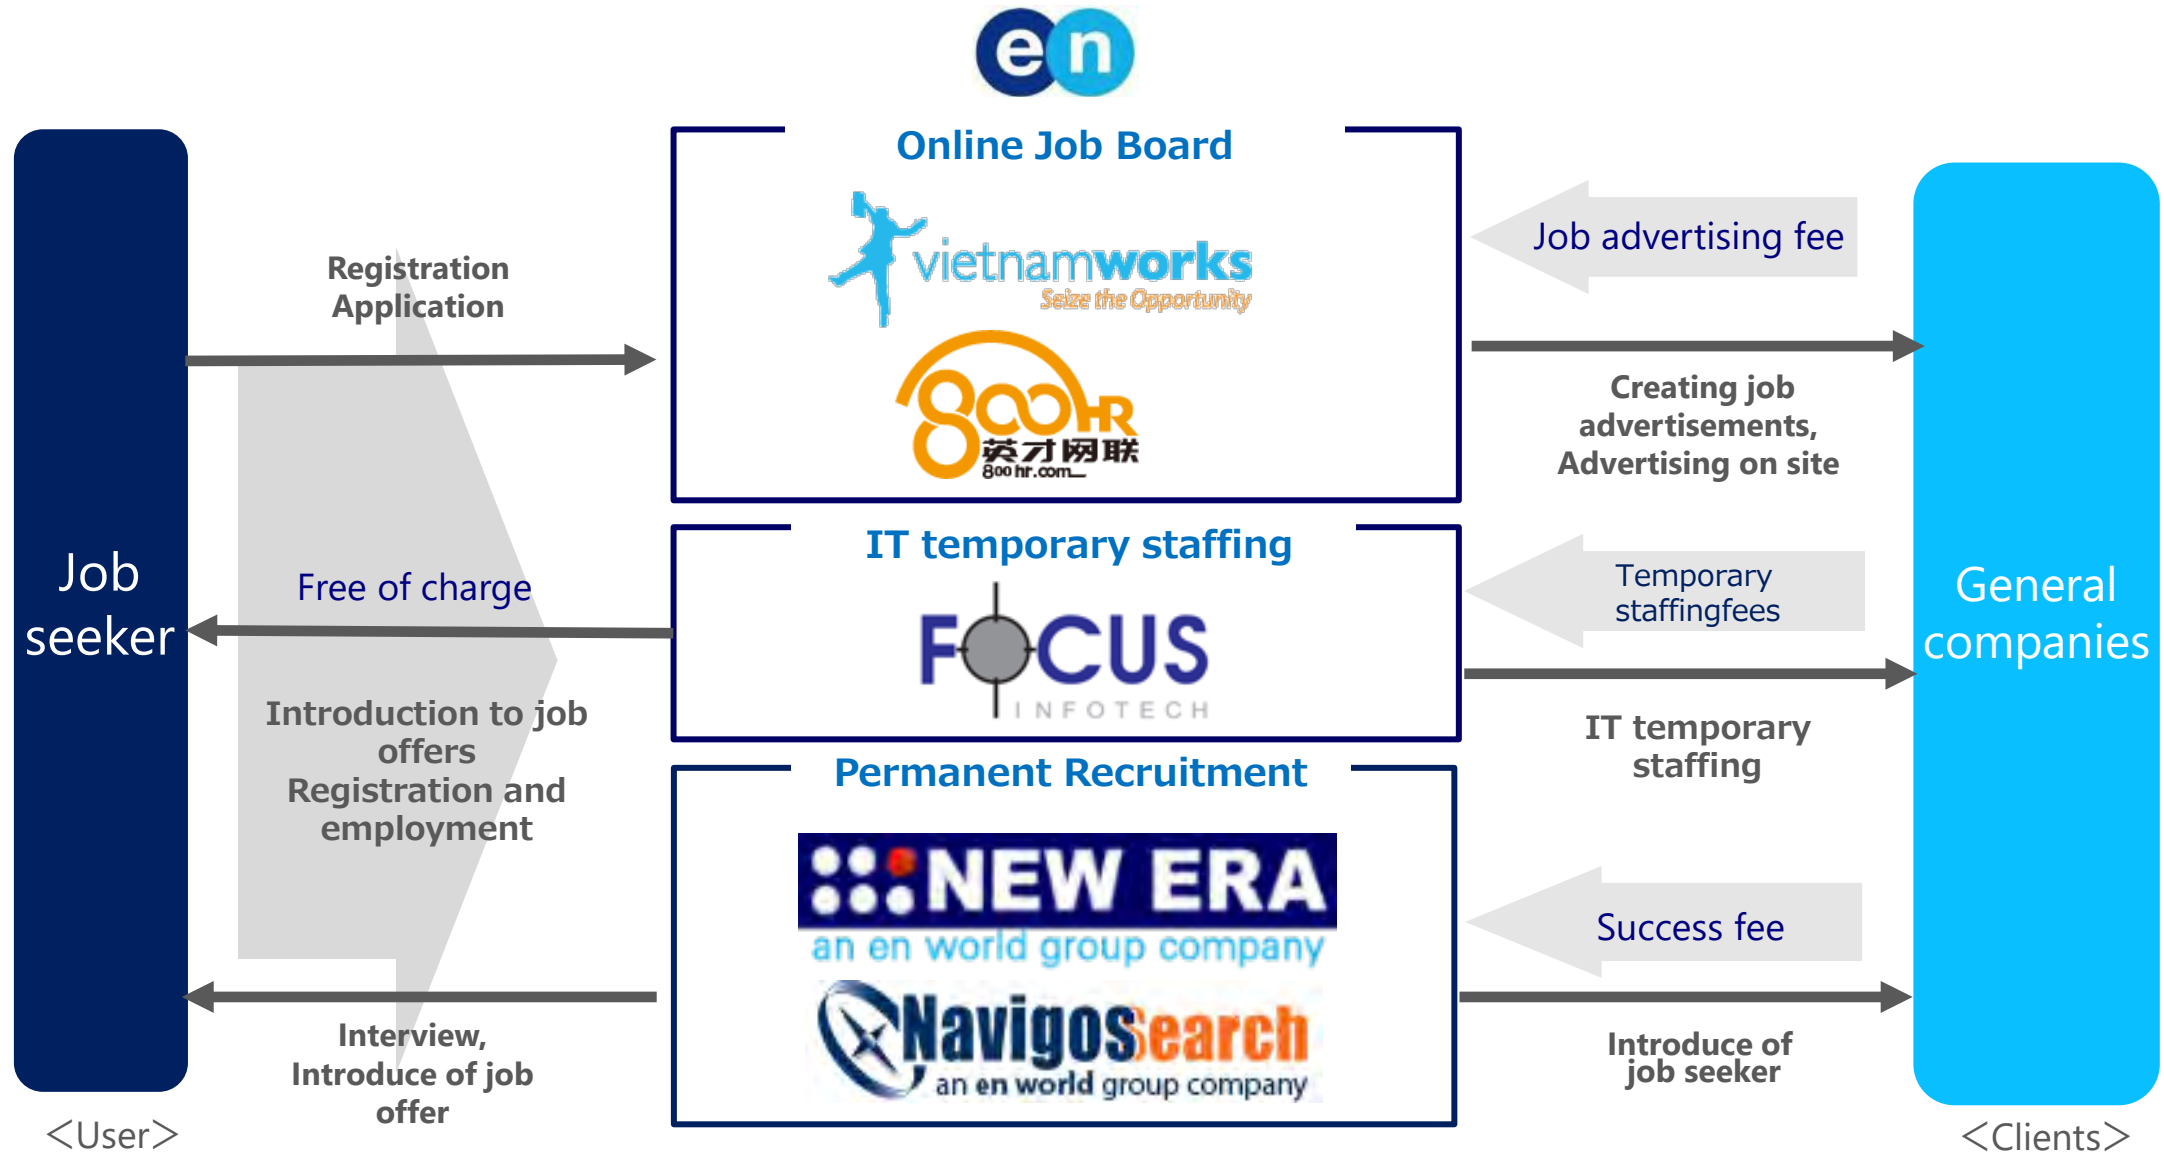 en
Online Job Board
vietnamworks
Seize the Opportunity
800HR
英才网联
800hr.com
Registration
Application
Job advertising fee
Creating job
advertisements,
Advertising on site
Job
seeker
Free of charge
Introduction to job
offers
Registration and
employment
IT temporary staffing
FOCUS
INFOTECH
Temporary
staffingfees
IT temporary
staffing
General
companies
Permanent Recruitment
NEW ERA
an en world group company
NavigosSearch
an en world group company
Success fee
Introduce of
job seeker
Interview,
Introduce of job
offer
<User>
<Clients>